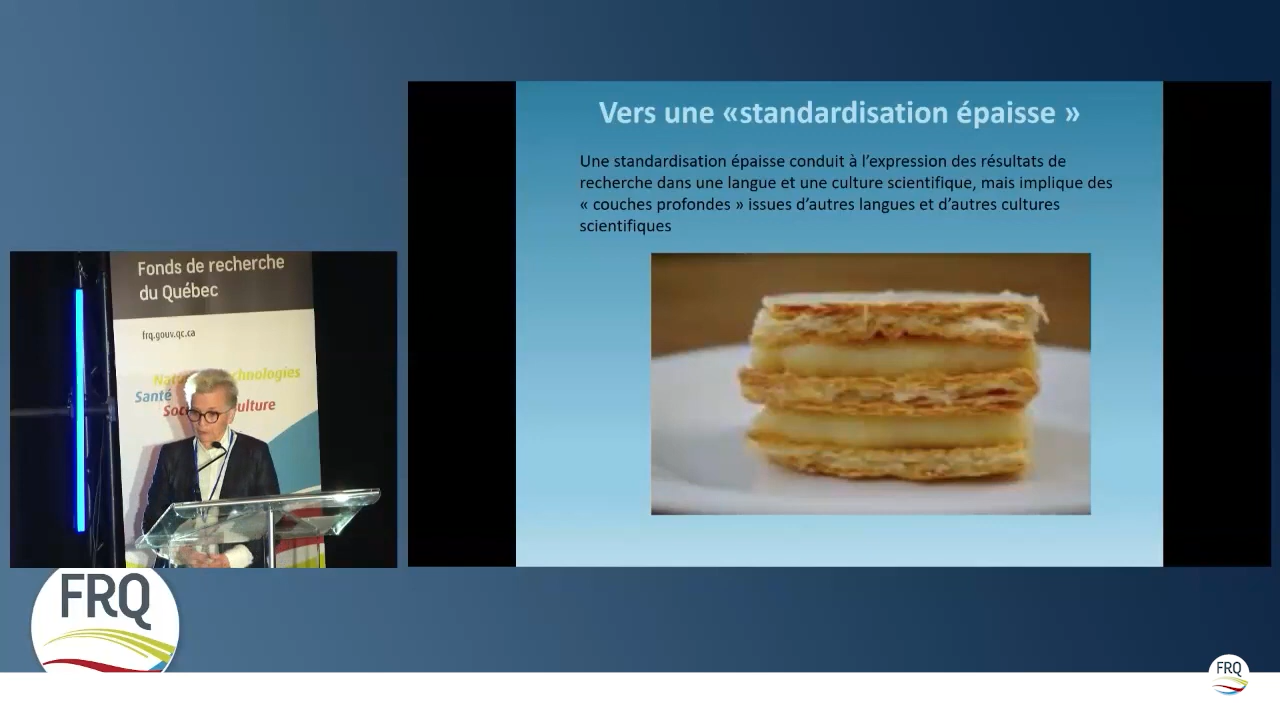 Vers une «standardisation épaisse »
Une standardisation épaisse conduit à l'expression des résultats de
recherche dans une langue et une culture scientifique, mais implique des
« couches profondes » issues d'autres langues et d'autres cultures
scientifiques
Fonds de recherche
du Québec
frq.gouv.qc.ca
Santé
FRQ
FRQ